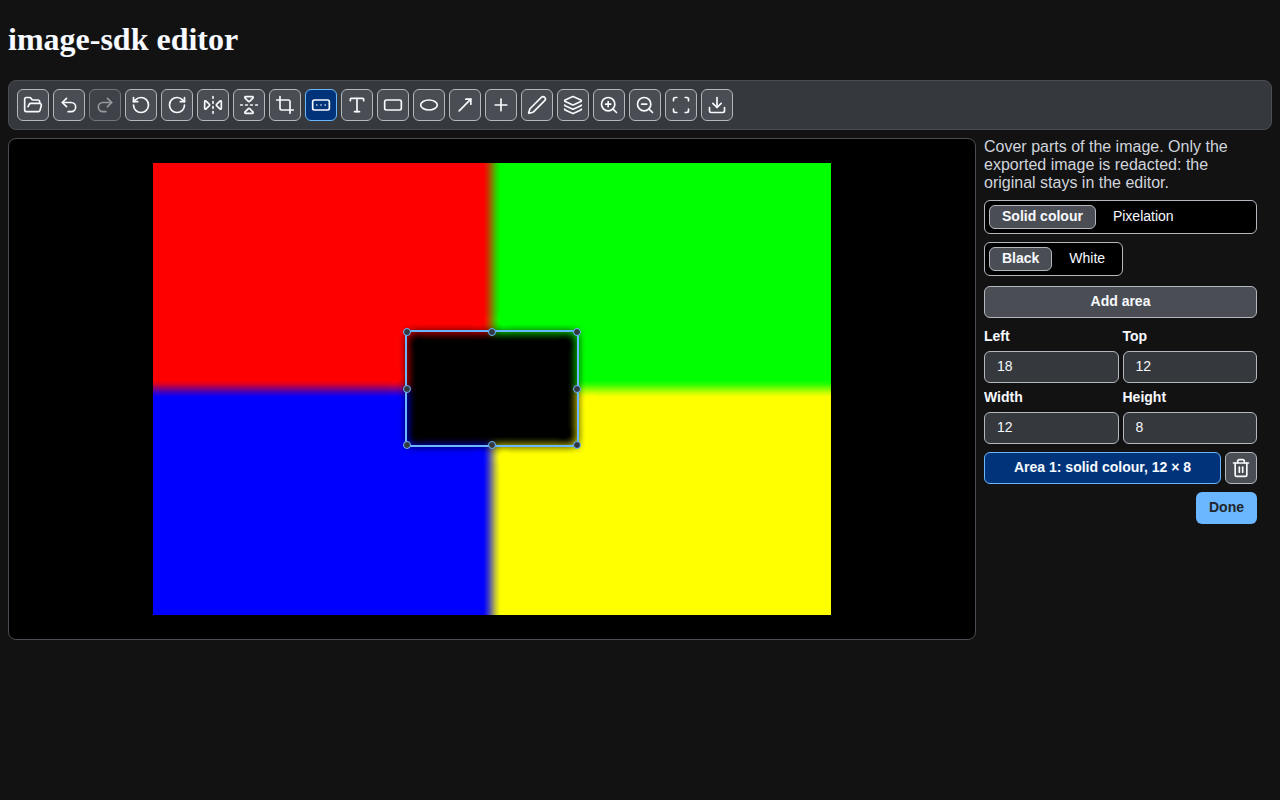 image-sdk editor
Cover parts of the image. Only the
exported image is redacted: the
original stays in the editor.
Solid colour Pixelation
Black White
Add area
Left Top
18 12
Width Height
12 8
Area 1: solid colour, 12 × 8
Done